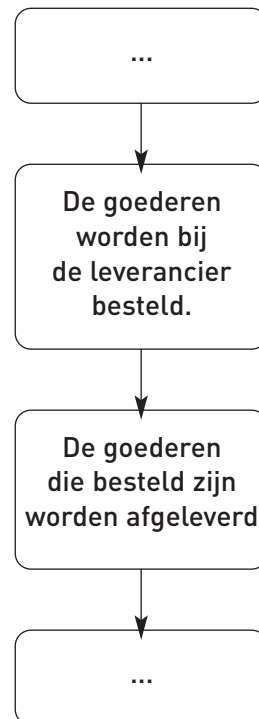 ...
De goederen
worden bij
de leverancier
besteld.
De goederen
die besteld zijn
worden afgeleverd
...